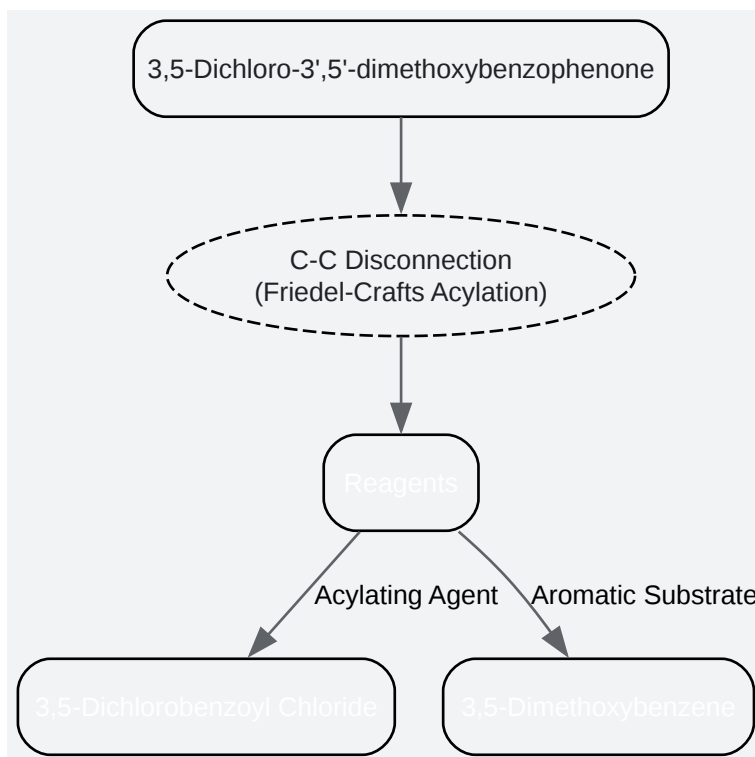 3,5-Dichloro-3',5'-dimethoxybenzophenone
C-C Disconnection
(Friedel-Crafts Acylation)
Reagents
Acylating Agent
Aromatic Substrate
3,5-Dichlorobenzoyl Chloride
3,5-Dimethoxybenzene